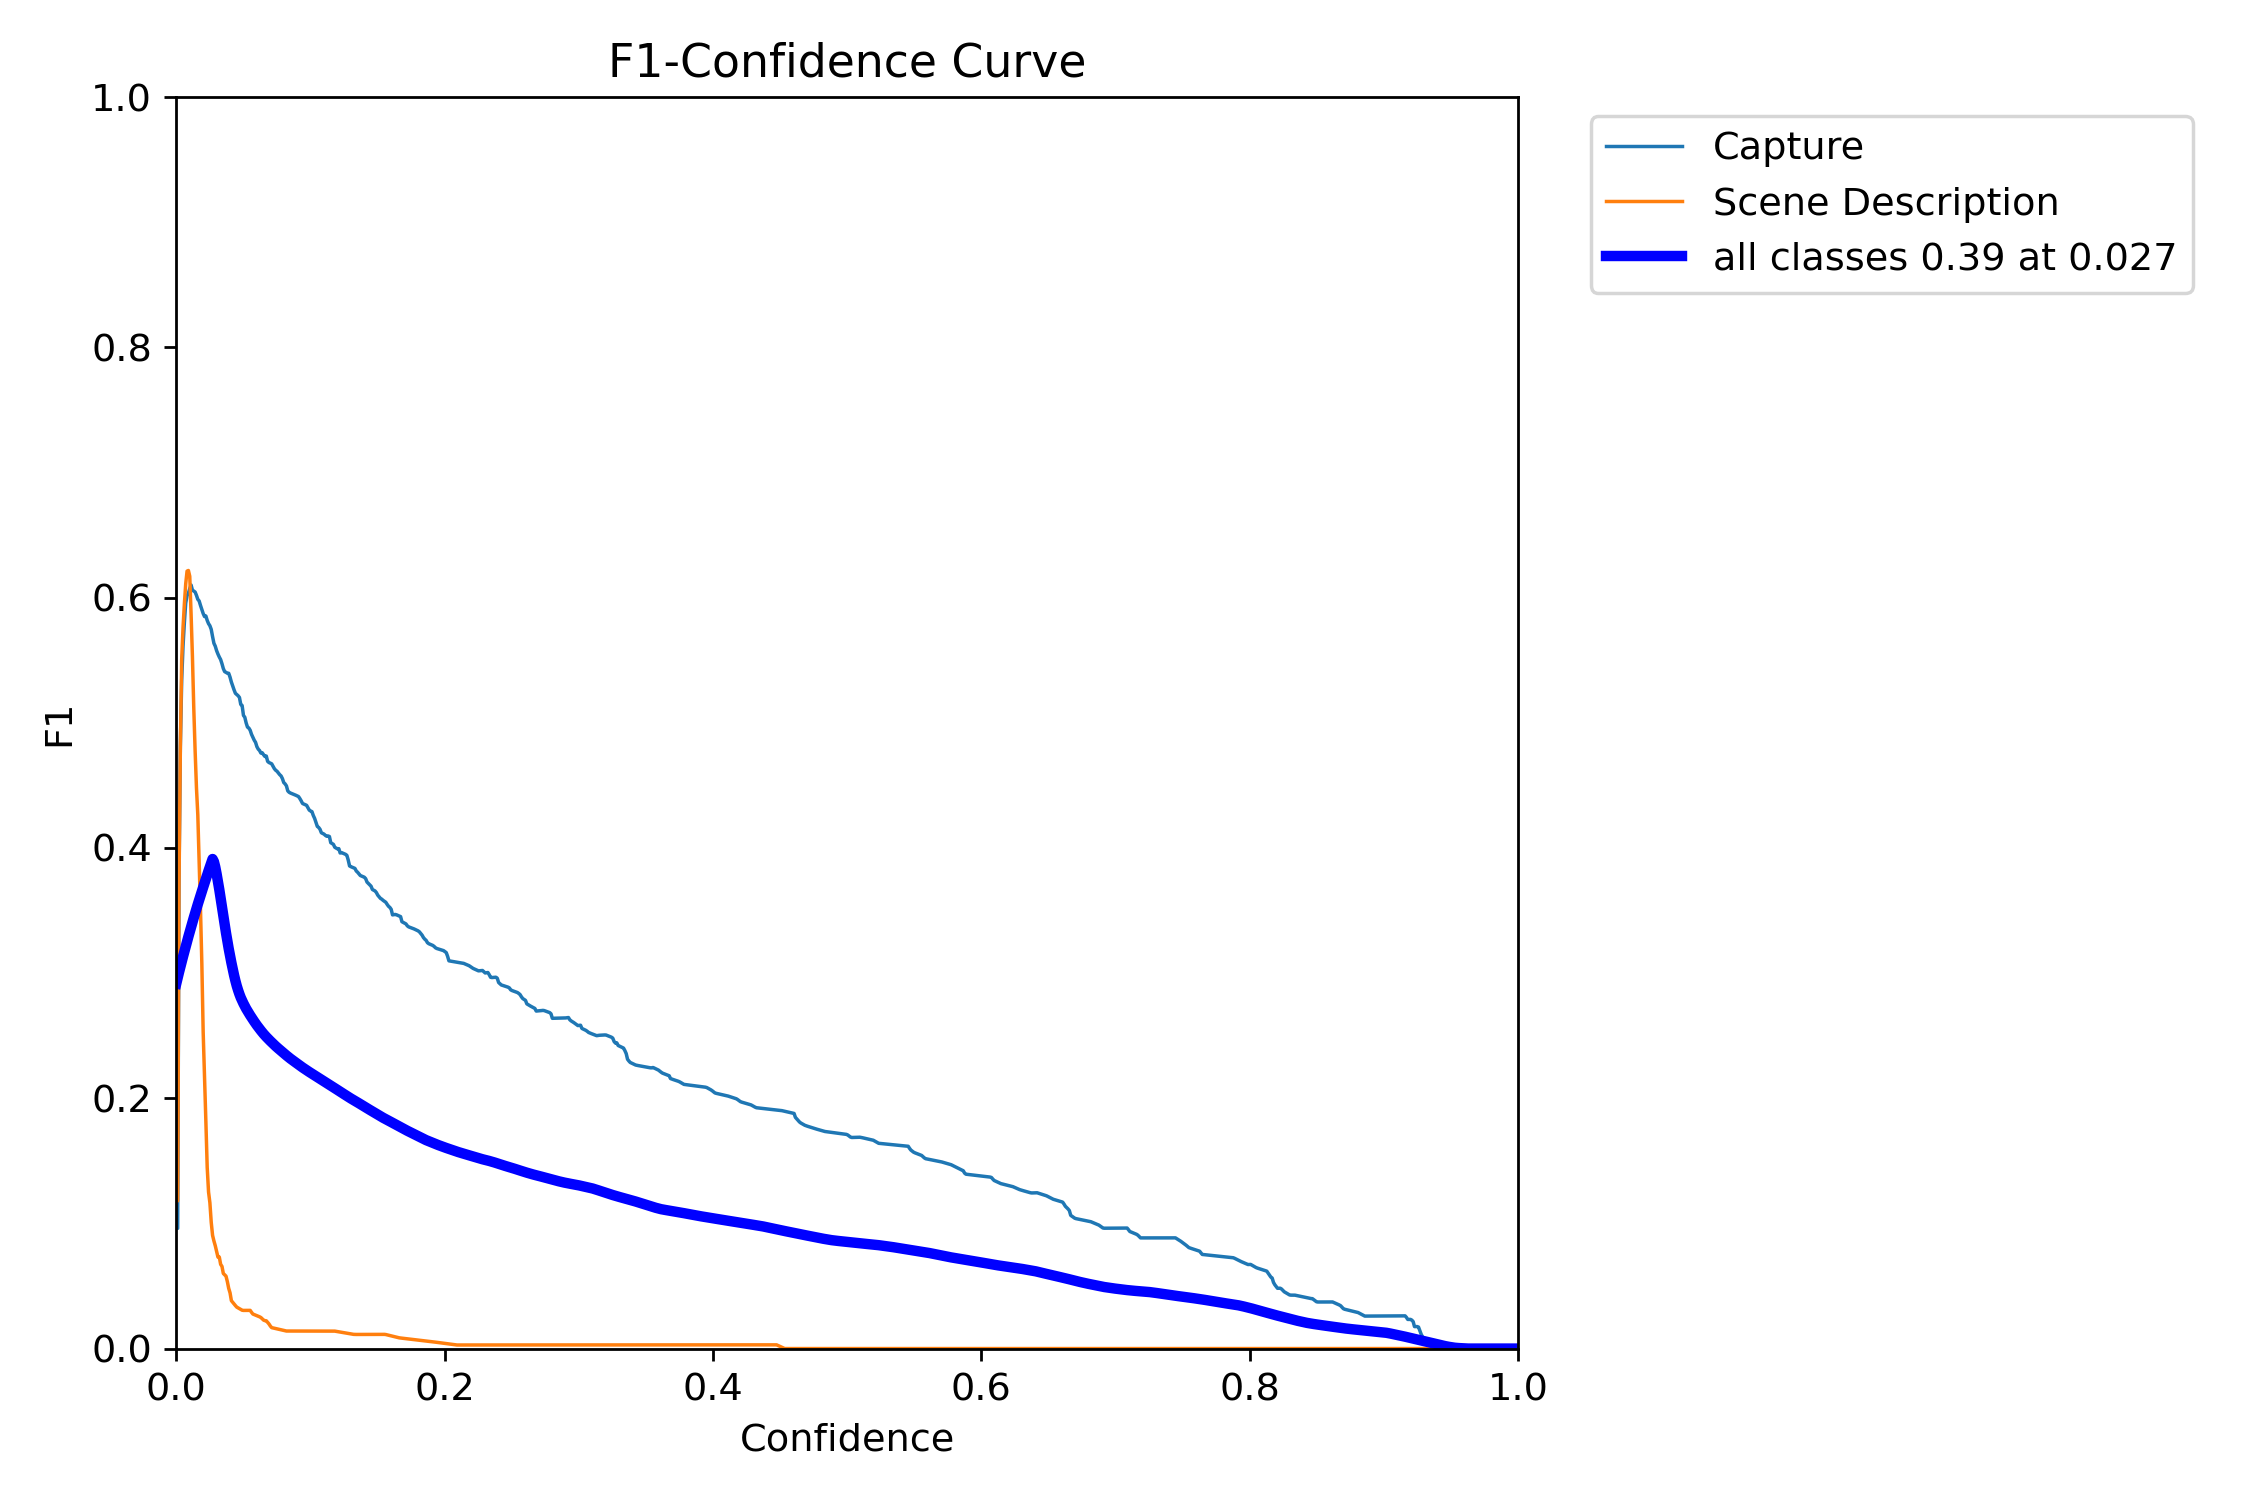 F1-Confidence Curve
1.0
0.8
0.6
0.4
0.2
0.0
F1
0.0 0.2 0.4 0.6 0.8 1.0
Confidence
Capture
Scene Description
all classes 0.39 at 0.027